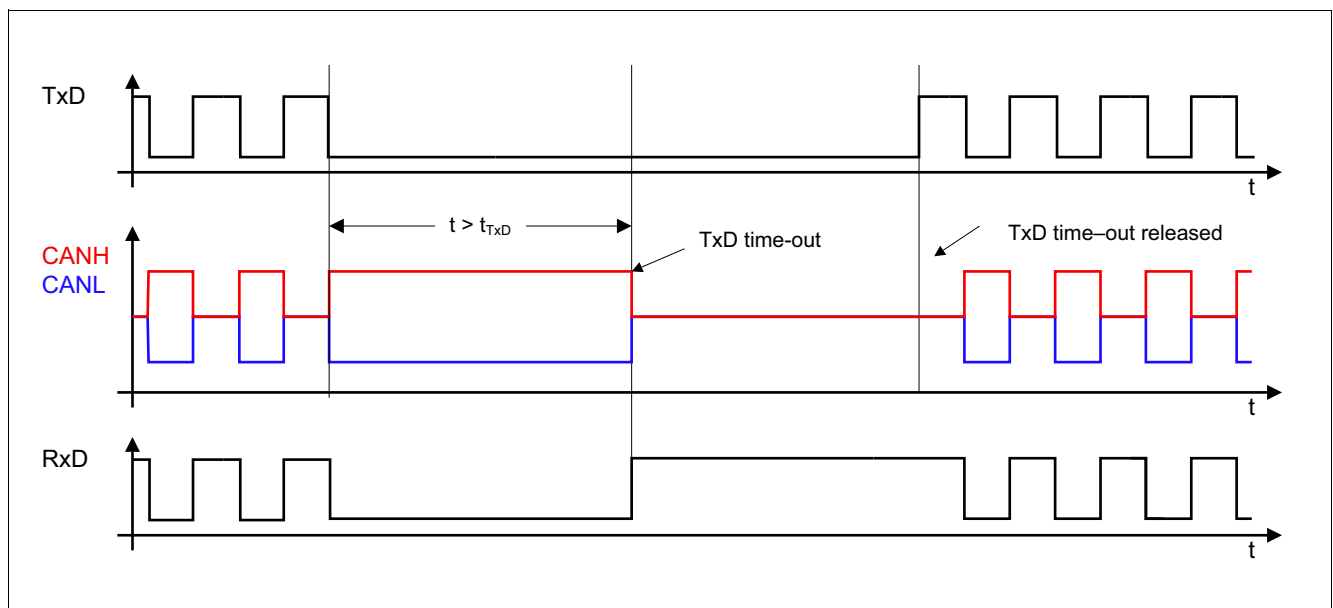 TxD
t
t > tTxD
TxD time-out
TxD time–out released
CANH
CANL
t
RxD
t